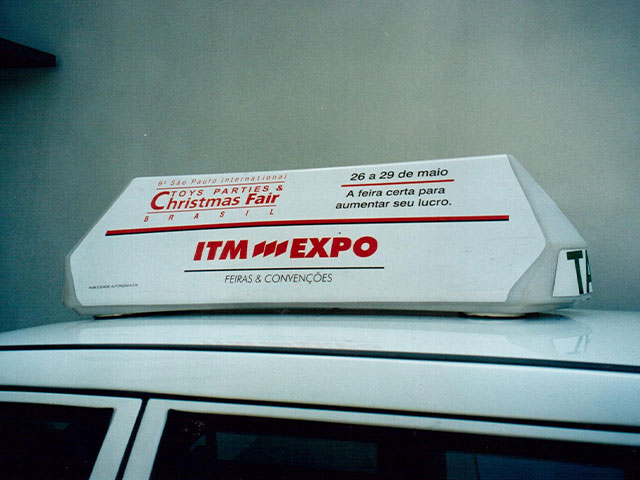 6ª São Paulo International
TOYS PARTIES &
Christmas Fair
BRASIL
26 a 29 de maio
A feira certa para
aumentar seu lucro.
ITM EXPO
FEIRAS & CONVENÇÕES
PUBLICIDADE